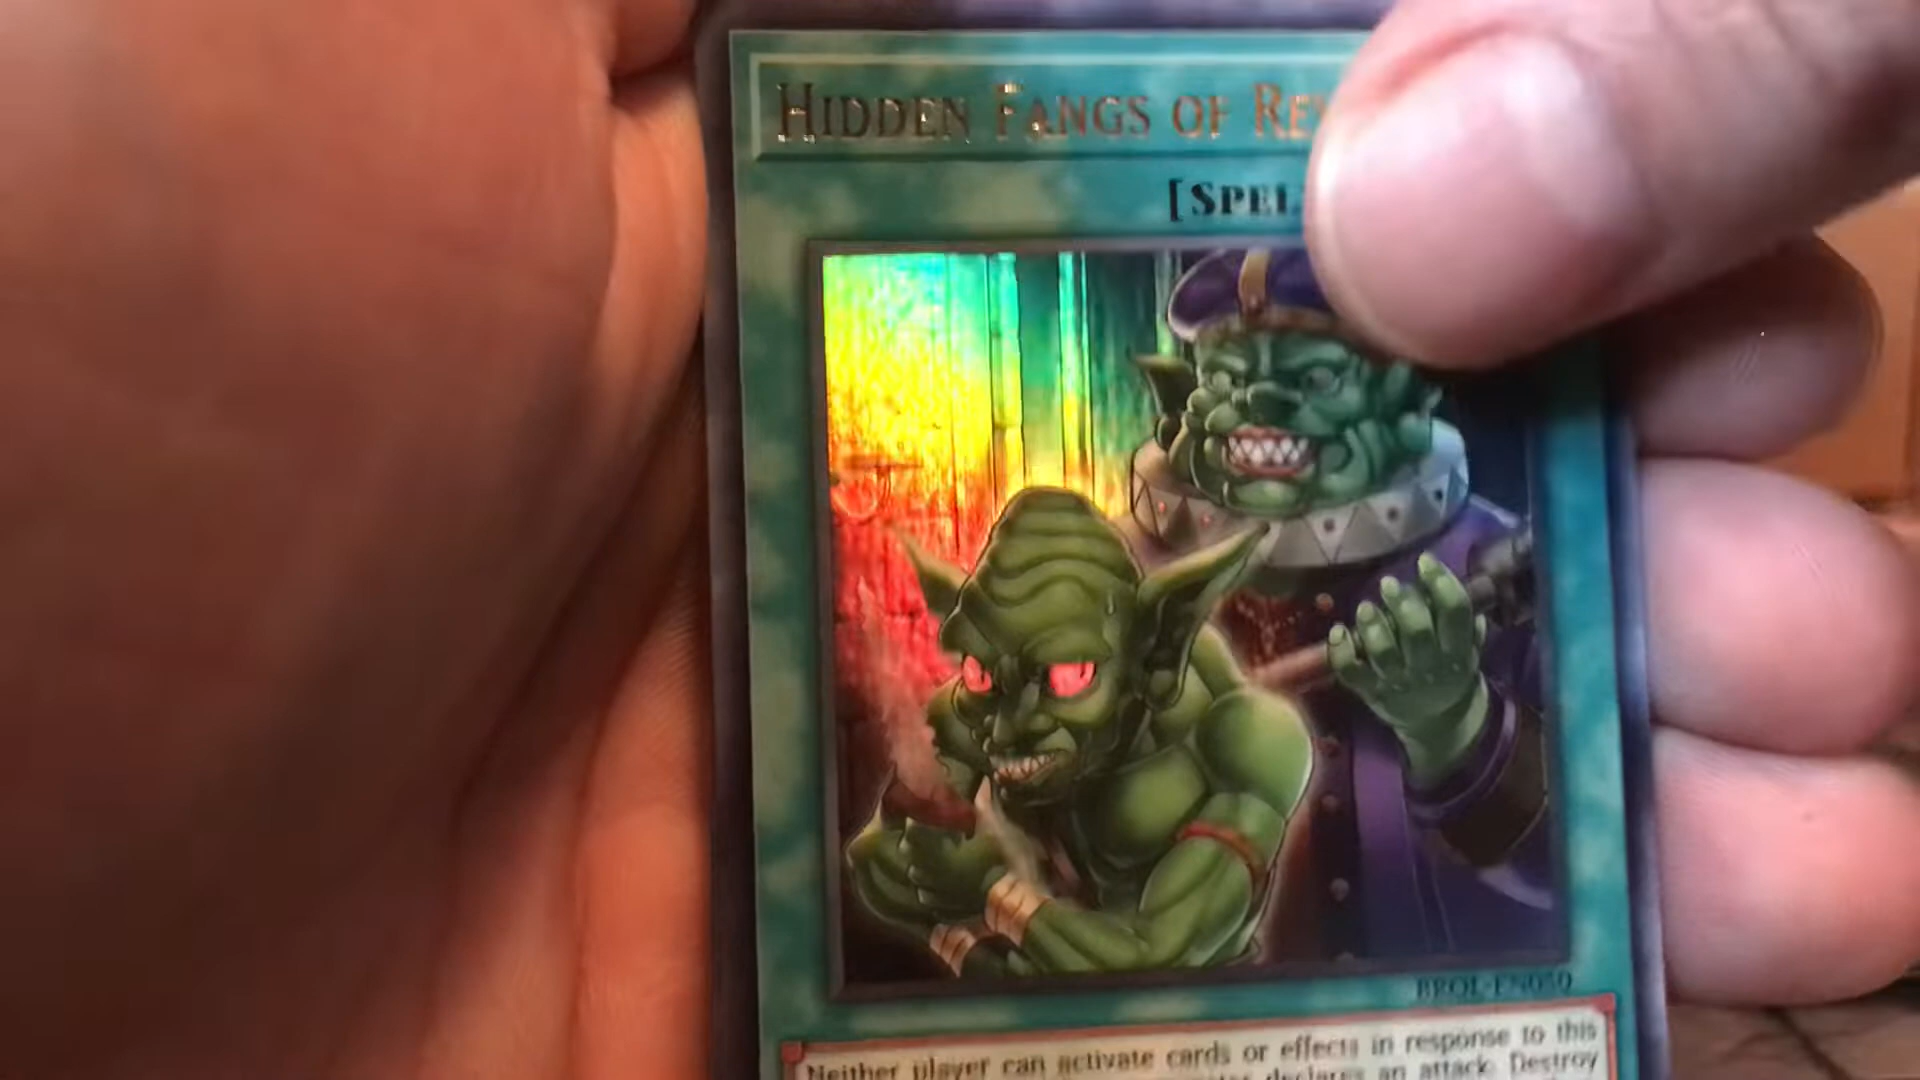 HIDDEN FANGS OF RE
[SPEL
BROL-EN050
Neither player can activate cards or effects in response to this
declares an attack: Destroy